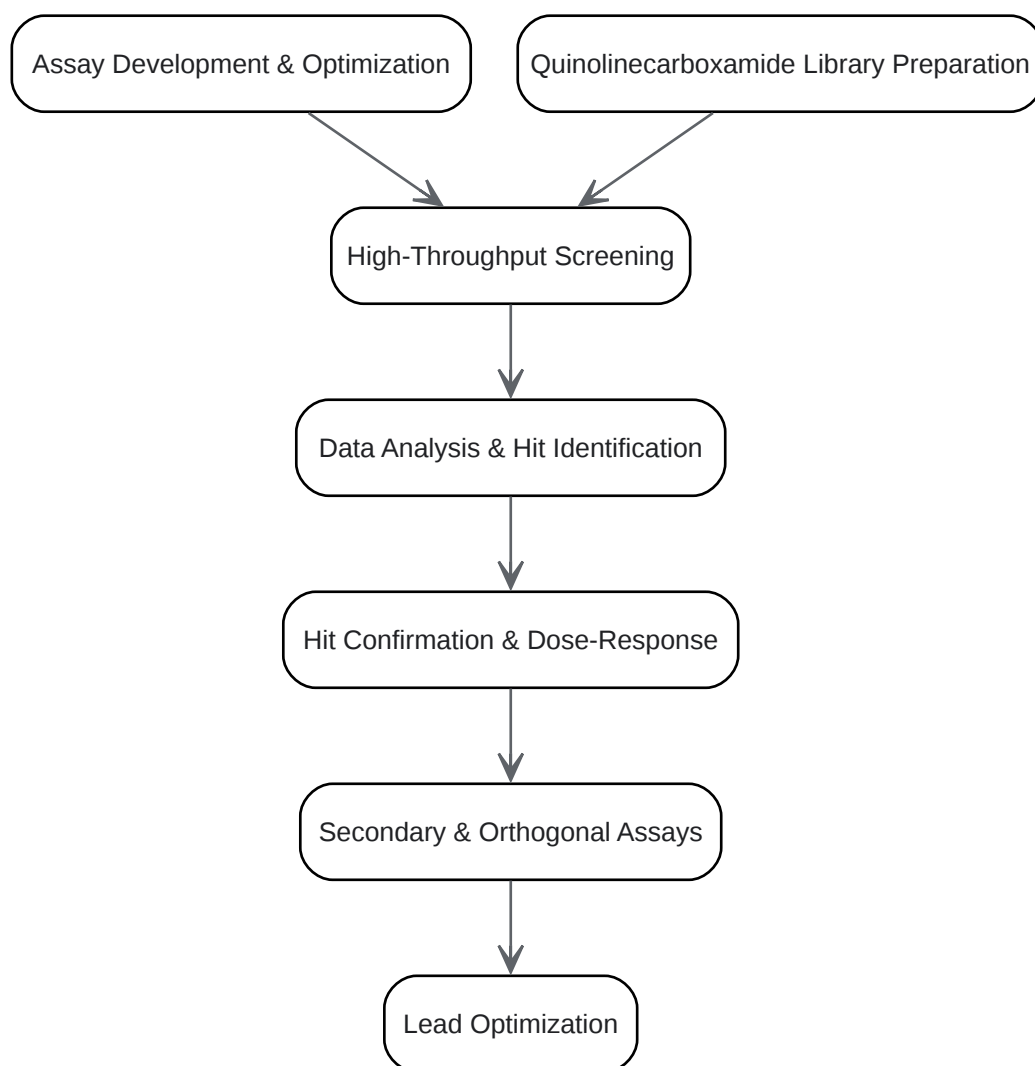 Assay Development & Optimization
Quinolinecarboxamide Library Preparation
High-Throughput Screening
Data Analysis & Hit Identification
Hit Confirmation & Dose-Response
Secondary & Orthogonal Assays
Lead Optimization